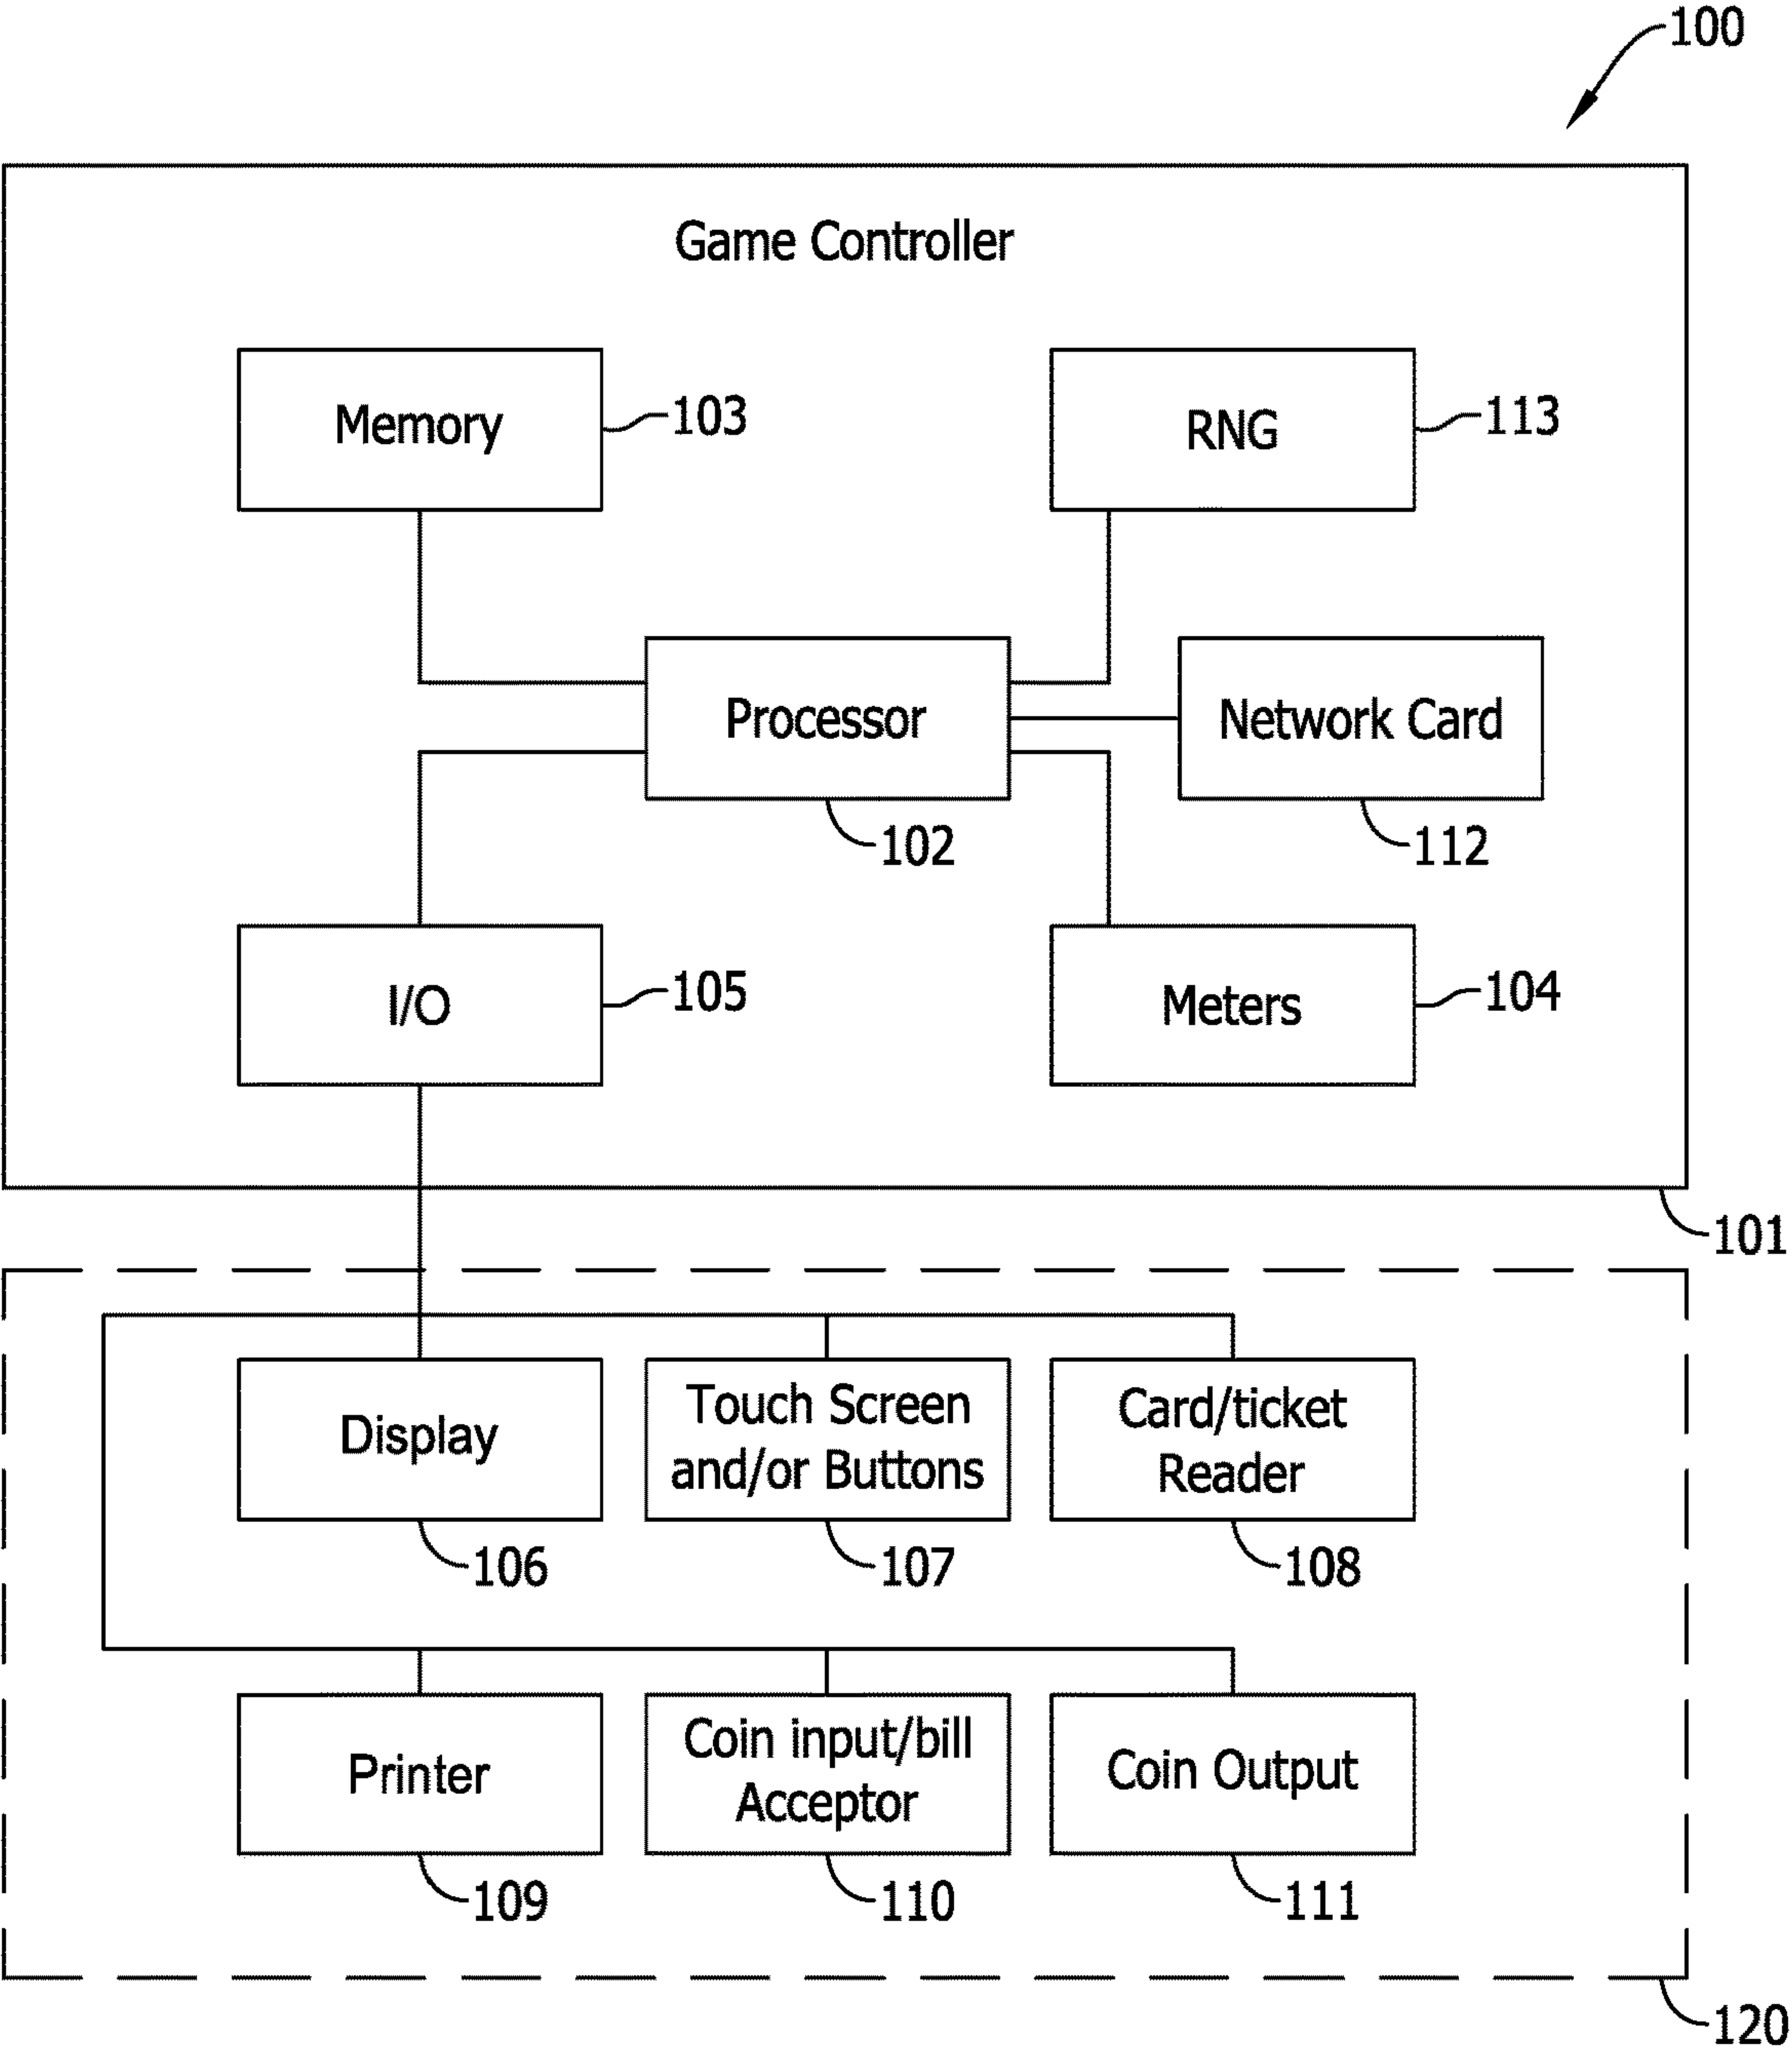 100
Game Controller
Memory
103
RNG
113
Processor
102
Network Card
112
I/O
105
Meters
104
101
Display
106
Touch Screen
and/or Buttons
107
Card/ticket
Reader
108
Printer
109
Coin input/bill
Acceptor
110
Coin Output
111
120